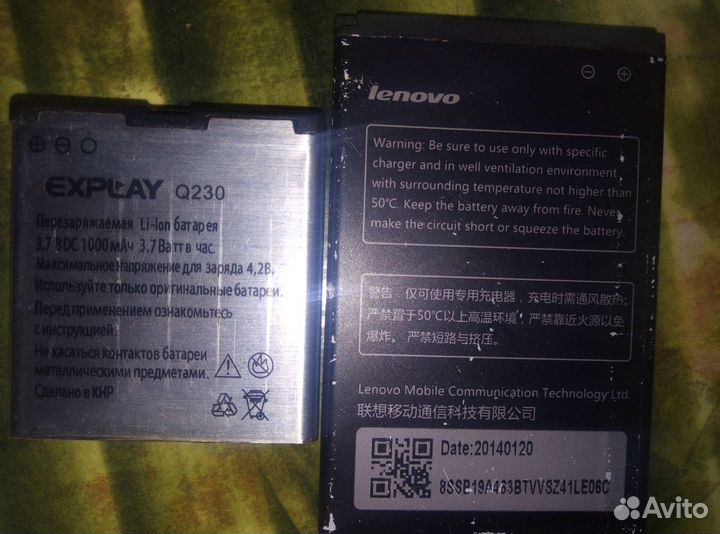 EXPLAY Q230
Перезаряжаемая Li-Ion батарея
3,7 BDC 1000 мАч 3.7 Ватт в час.
Максимальное напряжение для заряда 4,2В.
Используйте только оригинальные батареи.
Перед применением ознакомьтесь
с инструкцией.
Не касаться контактов батареи
металлическими предметами.
Сделано в КНР
lenovo
Warning: Be sure to use only with specific
charger and in well ventilation environment
with surrounding temperature not higher than
50℃. Keep the battery away from fire. Never
make the circuit short or squeeze the battery.
警告：仅可使用专用充电器，充电时需通风散热;
严禁置于50℃以上高温环境，严禁靠近火源以免
爆炸。严禁短路与挤压。
Lenovo Mobile Communication Technology Ltd.
联想移动通信科技有限公司
Date:20140120
8SSB19A463BTVVSZ41LE06C
Avito